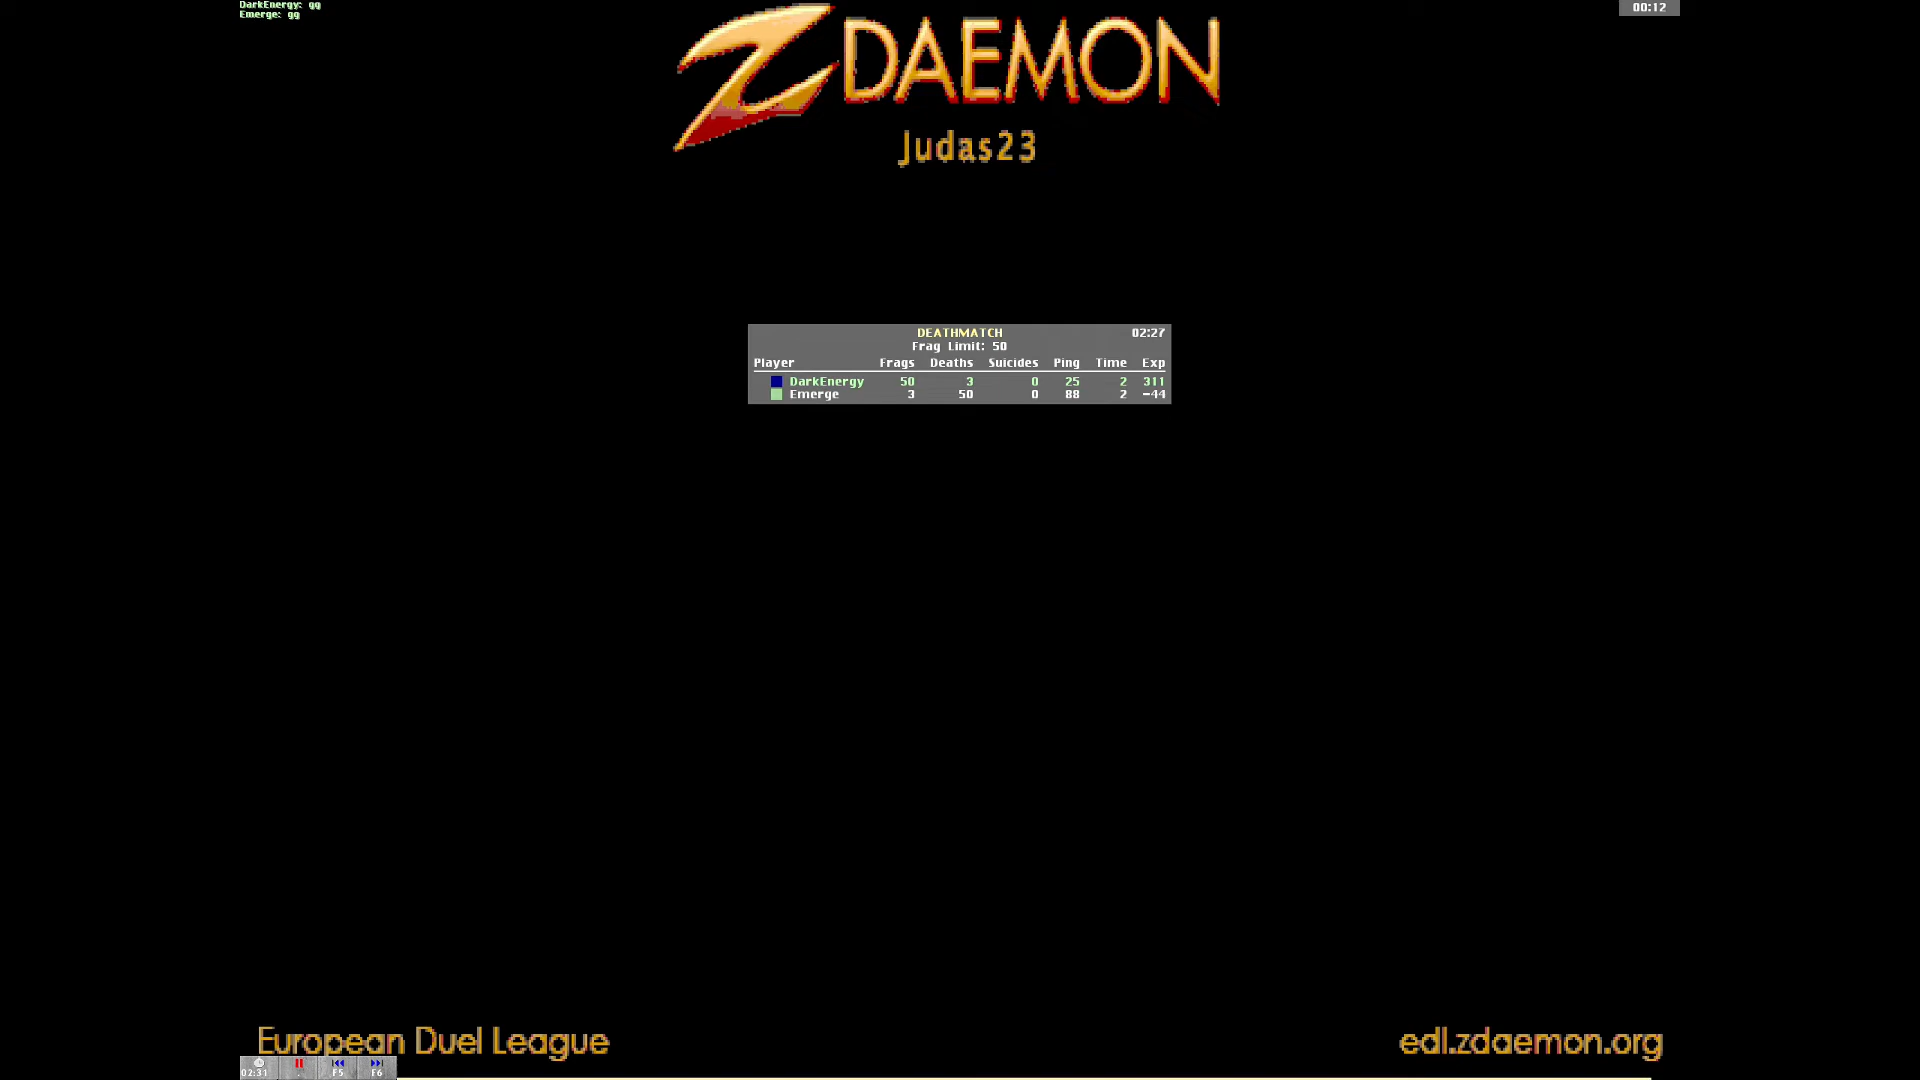 DarkEnergy: gg
Emerge: gg
00:12
ZDAEMON
Judas23
DEATHMATCH 02:27
Frag Limit: 50
Player Frags Deaths Suicides Ping Time Exp
DarkEnergy 50 3 0 25 2 311
Emerge 3 50 0 88 2 -44
European Duel League
edl.zdaemon.org
02:31 . F5 F6